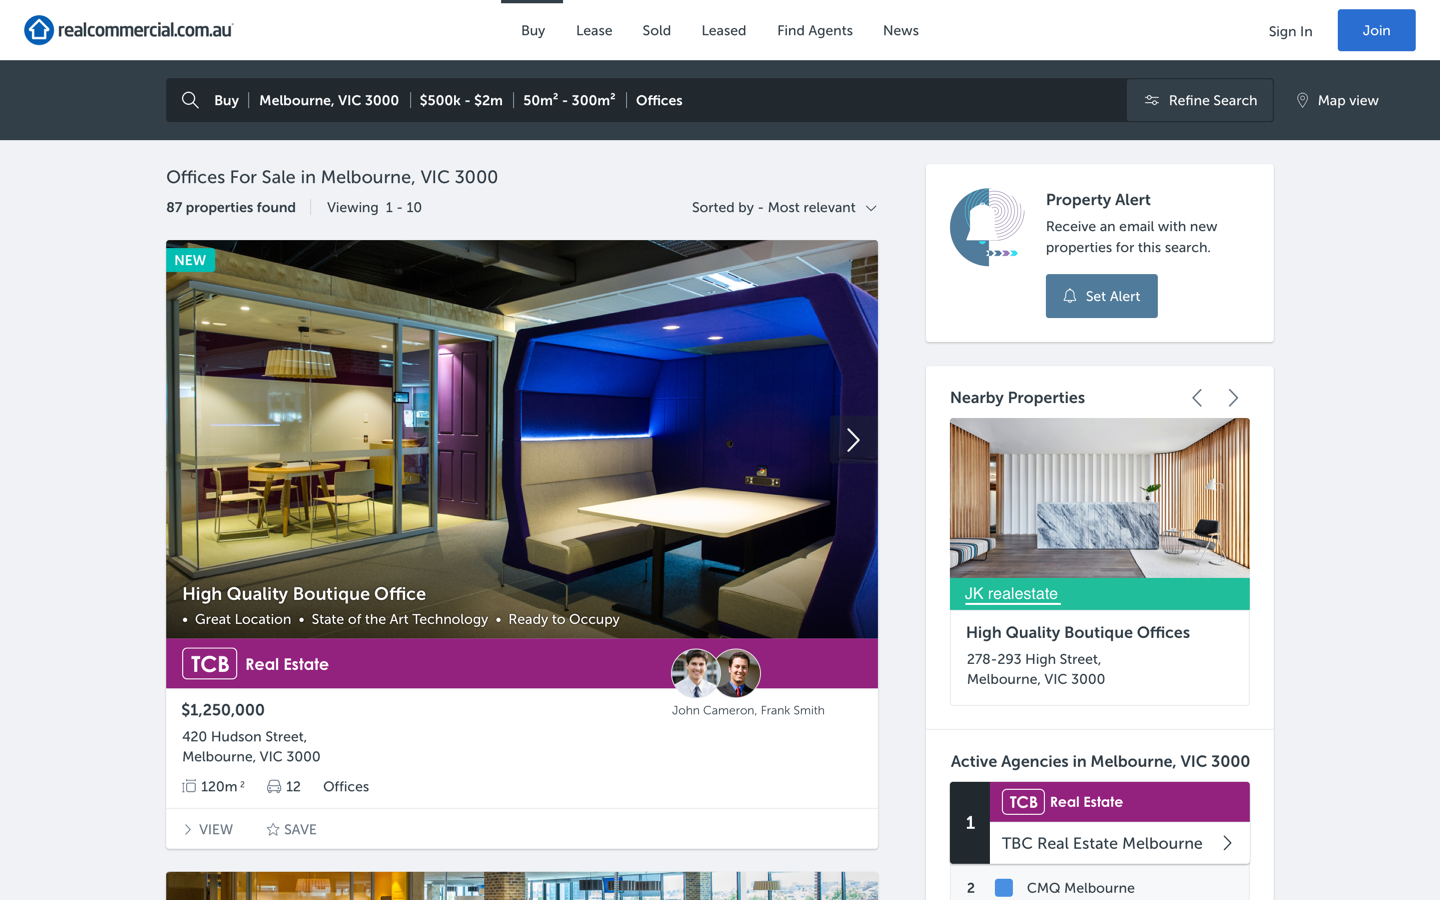 realcommercial.com.au
Buy Lease Sold Leased Find Agents News
Sign In Join
Buy Melbourne, VIC 3000 $500k - $2m 50m² - 300m² Offices
Refine Search Map view
Offices For Sale in Melbourne, VIC 3000
87 properties found Viewing 1 - 10
Sorted by - Most relevant
NEW
High Quality Boutique Office
• Great Location • State of the Art Technology • Ready to Occupy
TCB Real Estate
John Cameron, Frank Smith
$1,250,000
420 Hudson Street,
Melbourne, VIC 3000
120m² 12 Offices
VIEW SAVE
Property Alert
Receive an email with new
properties for this search.
Set Alert
Nearby Properties
JK realestate
High Quality Boutique Offices
278-293 High Street,
Melbourne, VIC 3000
Active Agencies in Melbourne, VIC 3000
1 TCB Real Estate
TBC Real Estate Melbourne
2 CMQ Melbourne